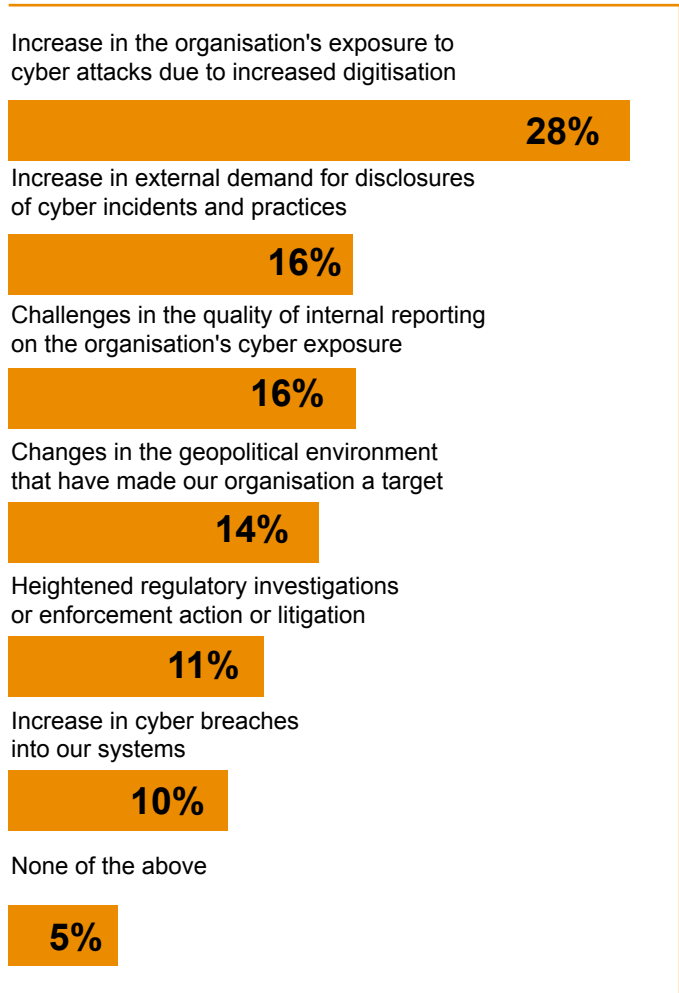 Increase in the organisation's exposure to
cyber attacks due to increased digitisation
28%
Increase in external demand for disclosures
of cyber incidents and practices
16%
Challenges in the quality of internal reporting
on the organisation's cyber exposure
16%
Changes in the geopolitical environment
that have made our organisation a target
14%
Heightened regulatory investigations
or enforcement action or litigation
11%
Increase in cyber breaches
into our systems
10%
None of the above
5%